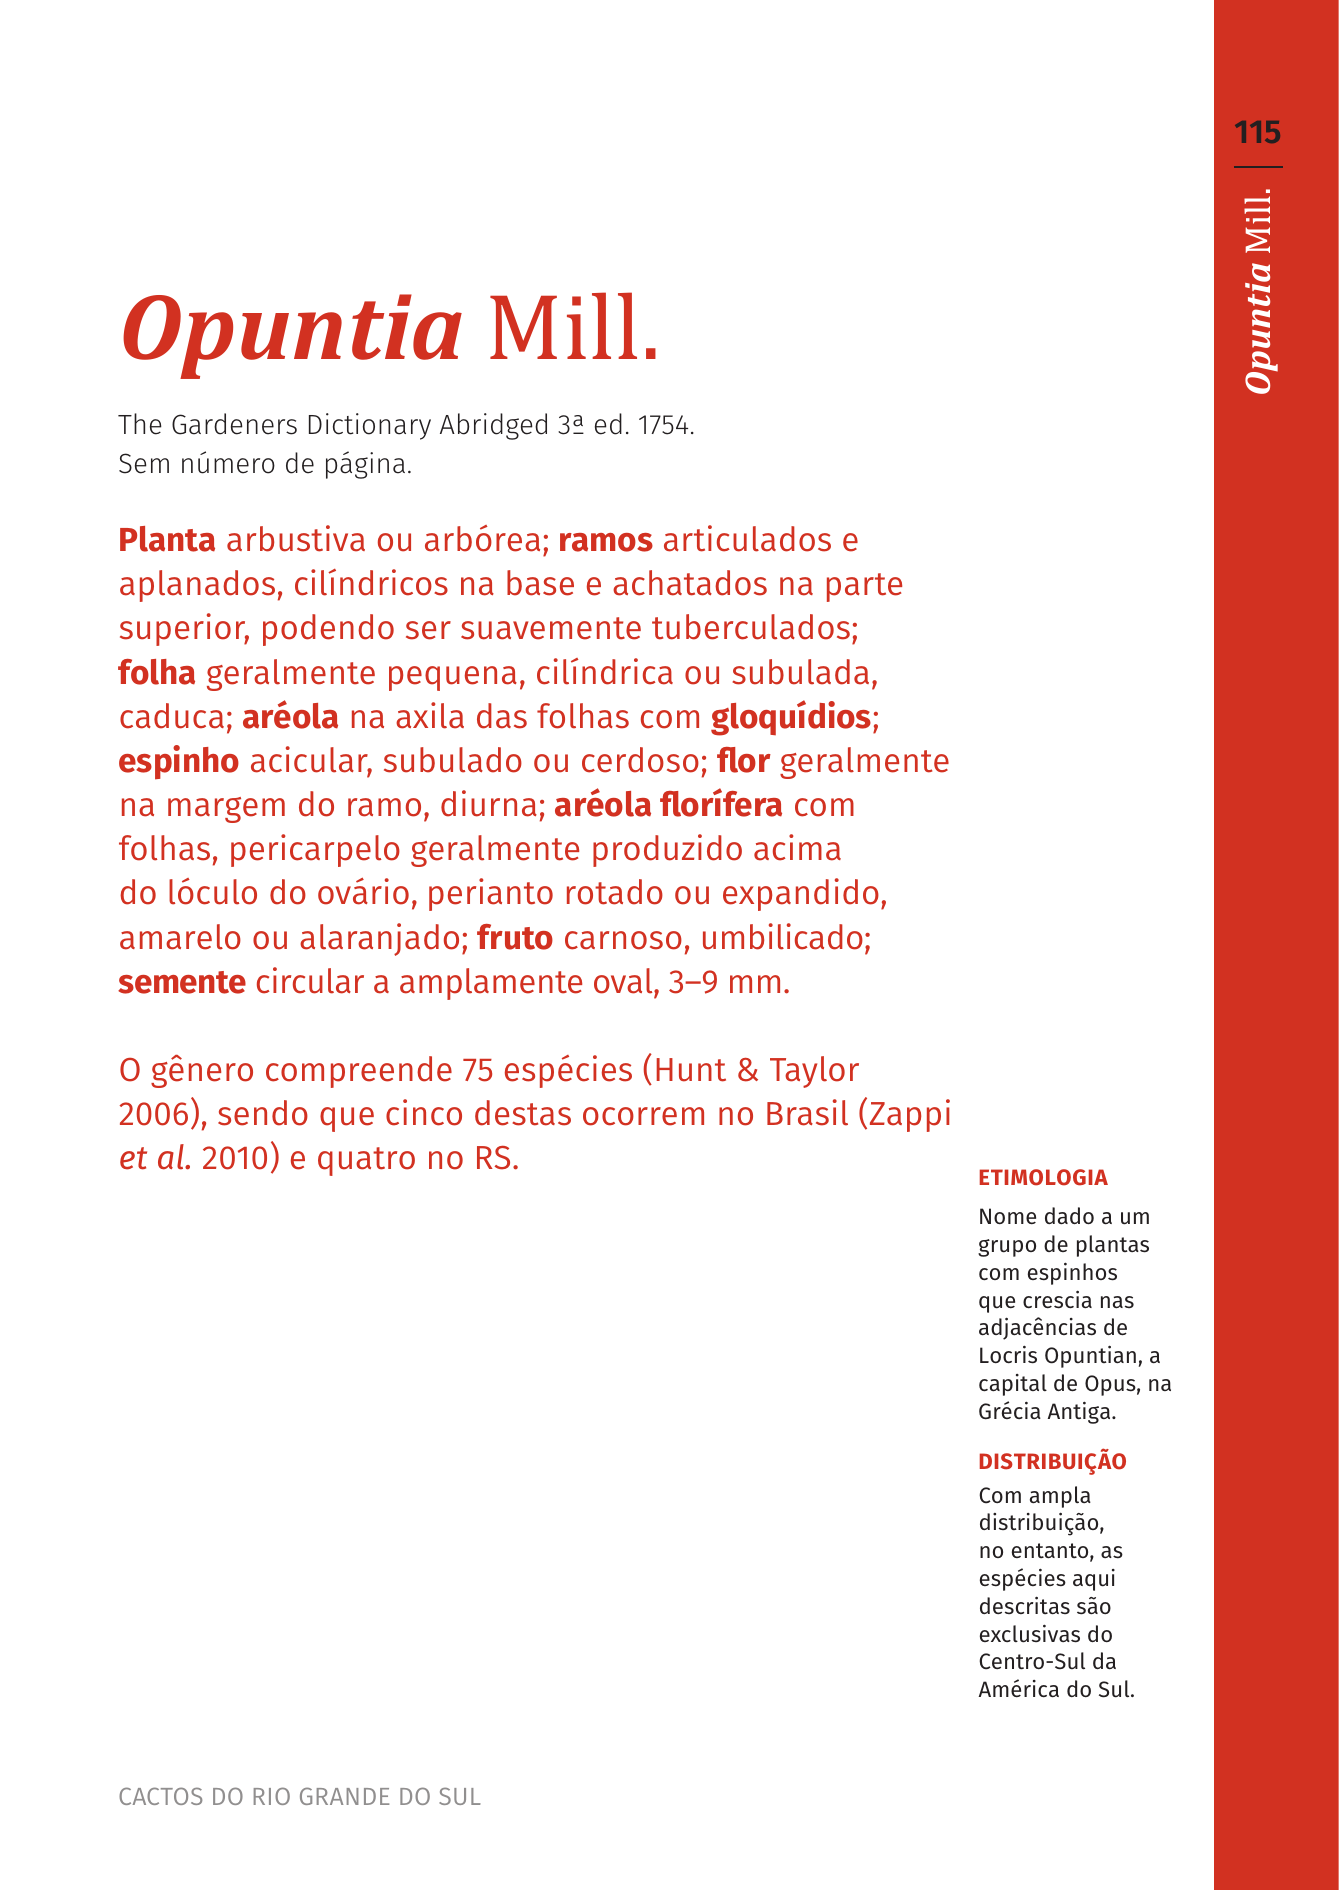 115
Opuntia Mill.
Opuntia Mill.
The Gardeners Dictionary Abridged 3ª ed. 1754.
Sem número de página.
Planta arbustiva ou arbórea; ramos articulados e
aplanados, cilíndricos na base e achatados na parte
superior, podendo ser suavemente tuberculados;
folha geralmente pequena, cilíndrica ou subulada,
caduca; aréola na axila das folhas com gloquídios;
espinho acicular, subulado ou cerdoso; flor geralmente
na margem do ramo, diurna; aréola florífera com
folhas, pericarpelo geralmente produzido acima
do lóculo do ovário, perianto rotado ou expandido,
amarelo ou alaranjado; fruto carnoso, umbilicado;
semente circular a amplamente oval, 3–9 mm.
O gênero compreende 75 espécies (Hunt & Taylor
2006), sendo que cinco destas ocorrem no Brasil (Zappi
et al. 2010) e quatro no RS.
ETIMOLOGIA
Nome dado a um
grupo de plantas
com espinhos
que crescia nas
adjacências de
Locris Opuntian, a
capital de Opus, na
Grécia Antiga.
DISTRIBUIÇÃO
Com ampla
distribuição,
no entanto, as
espécies aqui
descritas são
exclusivas do
Centro-Sul da
América do Sul.
CACTOS DO RIO GRANDE DO SUL